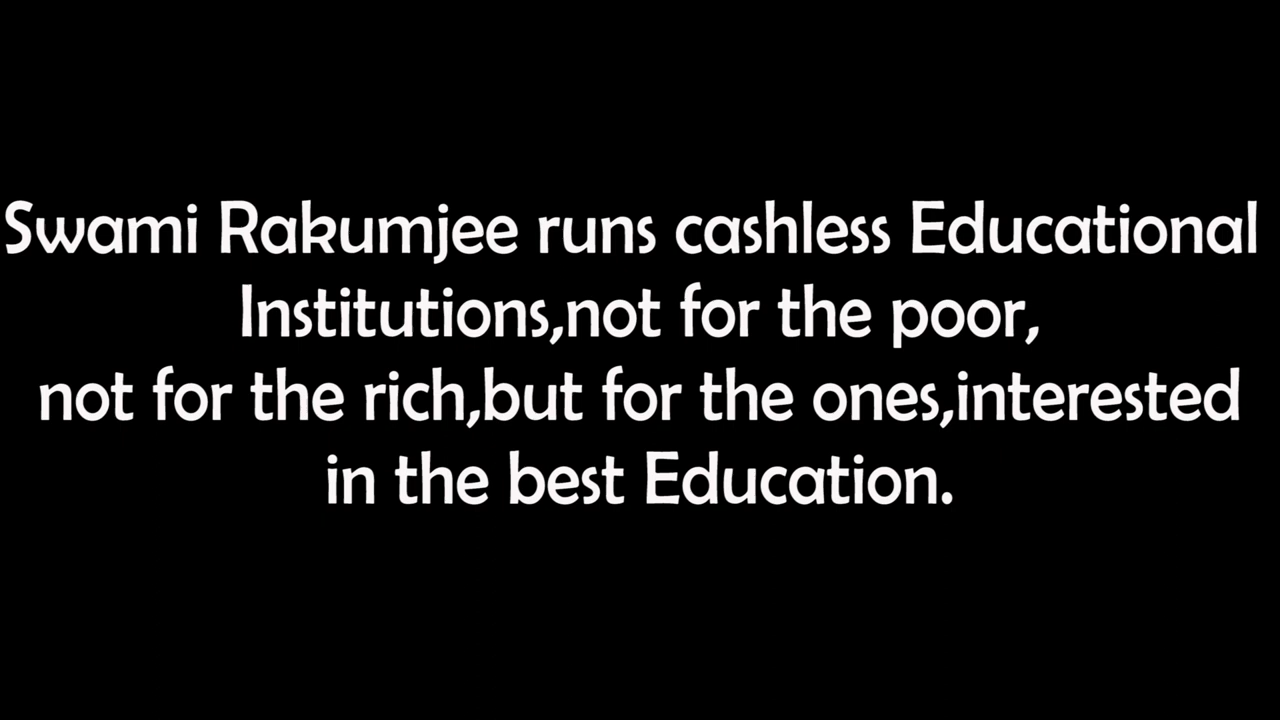 Swami Rakumjee runs cashless Educational
Institutions,not for the poor,
not for the rich,but for the ones,interested
in the best Education.